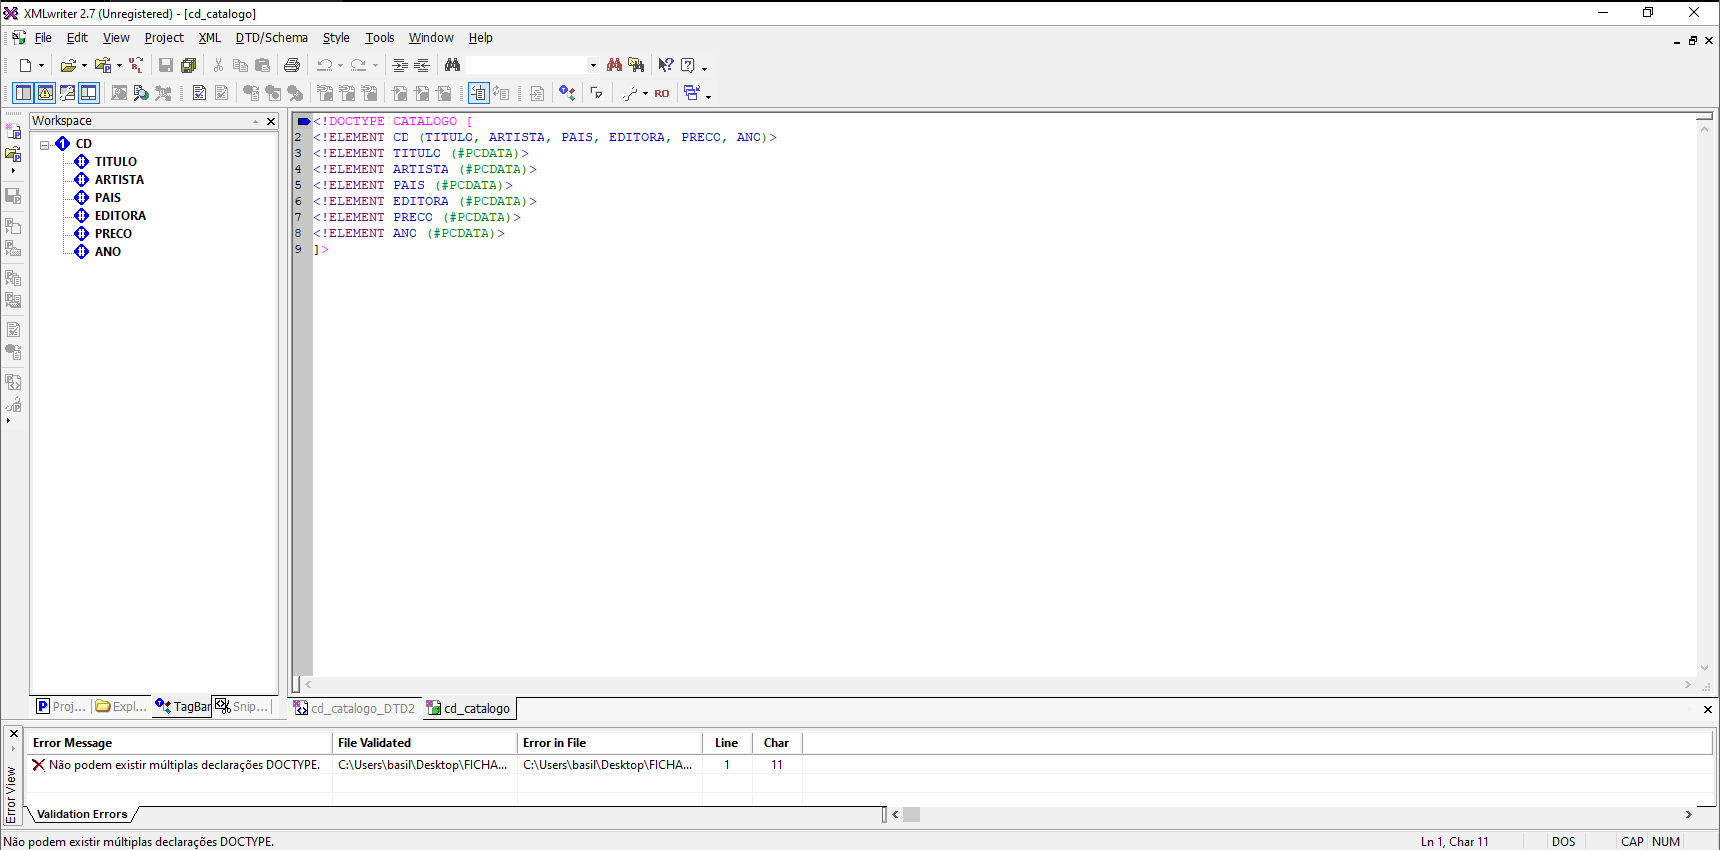 XMLwriter 2.7 (Unregistered) - [cd_catalogo]
File Edit View Project XML DTD/Schema Style Tools Window Help
RO
Workspace
CD
TITULO
ARTISTA
PAIS
EDITORA
PRECO
ANO
<!DOCTYPE CATALOGO [
2 <!ELEMENT CD (TITULO, ARTISTA, PAIS, EDITORA, PRECO, ANO)>
3 <!ELEMENT TITULO (#PCDATA)>
4 <!ELEMENT ARTISTA (#PCDATA)>
5 <!ELEMENT PAIS (#PCDATA)>
6 <!ELEMENT EDITORA (#PCDATA)>
7 <!ELEMENT PRECO (#PCDATA)>
8 <!ELEMENT ANO (#PCDATA)>
9 ]>
Proj... Expl... TagBar Snip...
cd_catalogo_DTD2 cd_catalogo
Error View
Error Message File Validated Error in File Line Char
Não podem existir múltiplas declarações DOCTYPE. C:\Users\basil\Desktop\FICHA... C:\Users\basil\Desktop\FICHA... 1 11
Validation Errors
Não podem existir múltiplas declarações DOCTYPE. Ln 1, Char 11 DOS CAP NUM